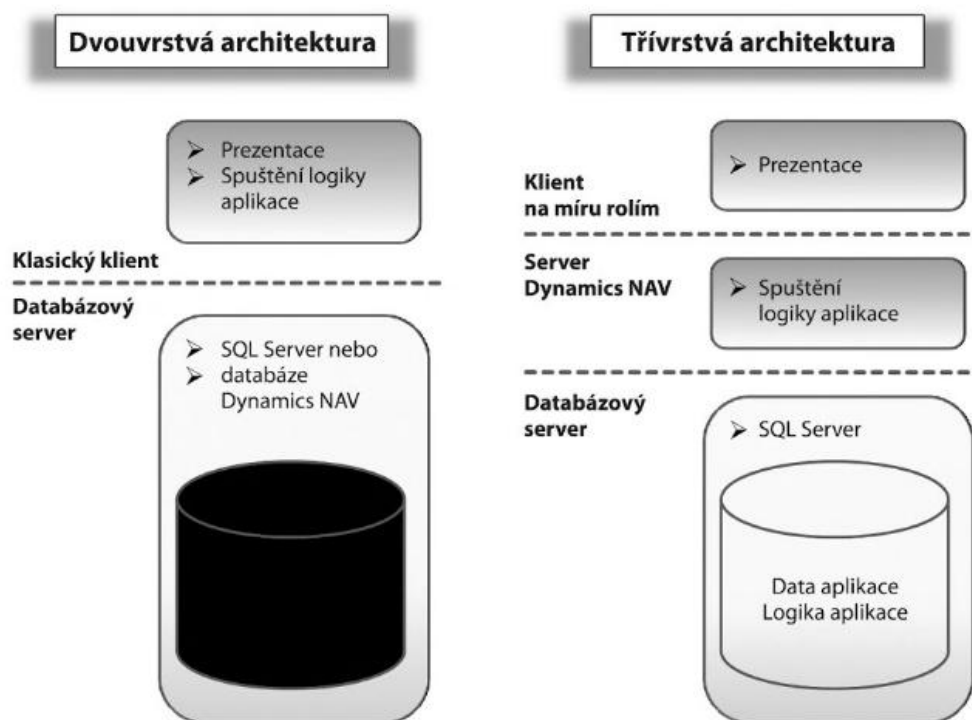 Dvouvrstvá architektura
➢ Prezentace
➢ Spuštění logiky
aplikace
Klasický klient
Databázový
server
➢ SQL Server nebo
➢ databáze
Dynamics NAV
Třívrstvá architektura
Klient
na míru rolím
➢ Prezentace
Server
Dynamics NAV
➢ Spuštění
logiky aplikace
Databázový
server
➢ SQL Server
Data aplikace
Logika aplikace